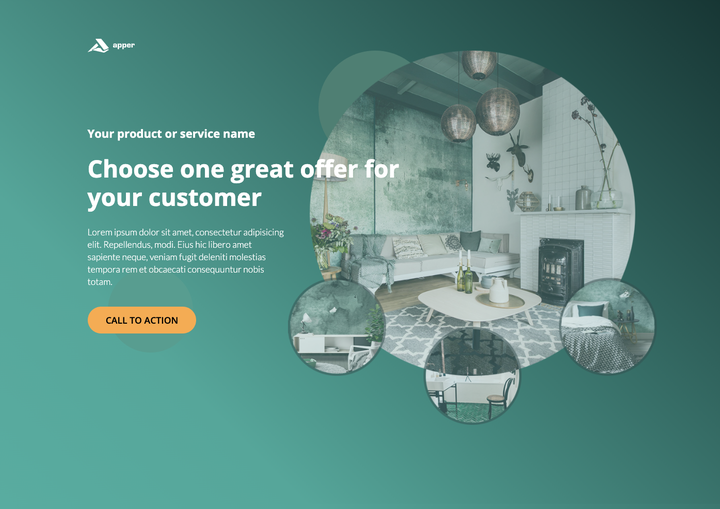 apper
Your product or service name
Choose one great offer for
your customer
Lorem ipsum dolor sit amet, consectetur adipisicing
elit. Repellendus, modi. Eius hic libero amet
sapiente neque, veniam fugit deleniti molestias
tempora rem et obcaecati consequuntur nobis
totam.
CALL TO ACTION